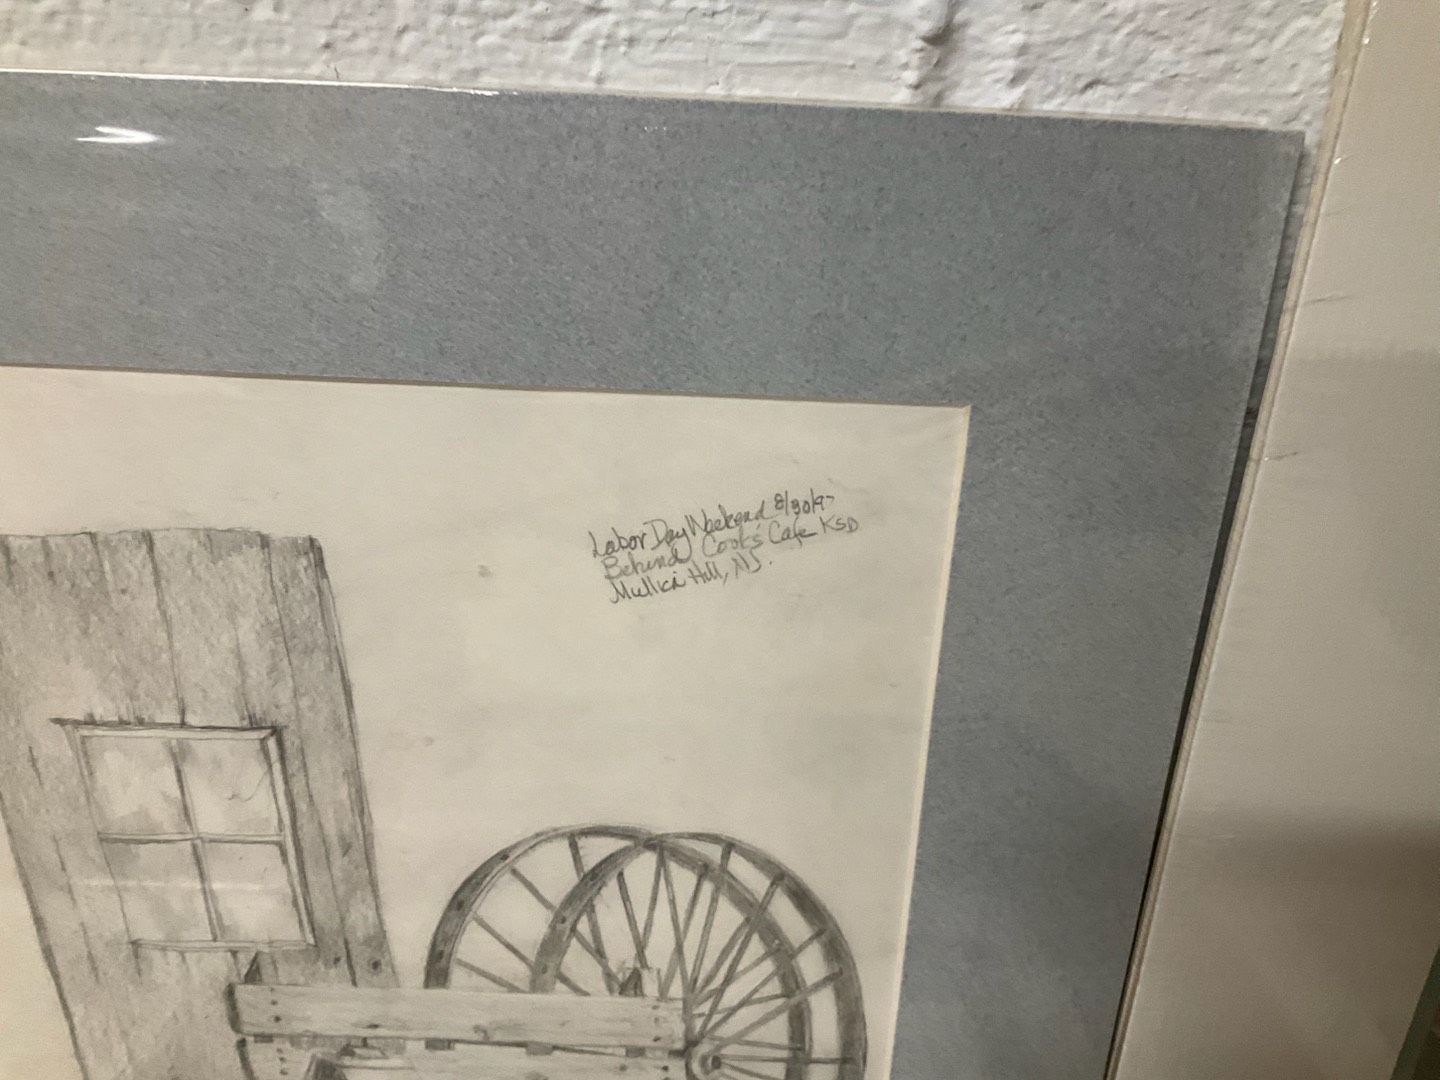 Labor Day Weekend 8/30/97
Behind Cook's Cafe KSD
Mullica Hill, NJ.